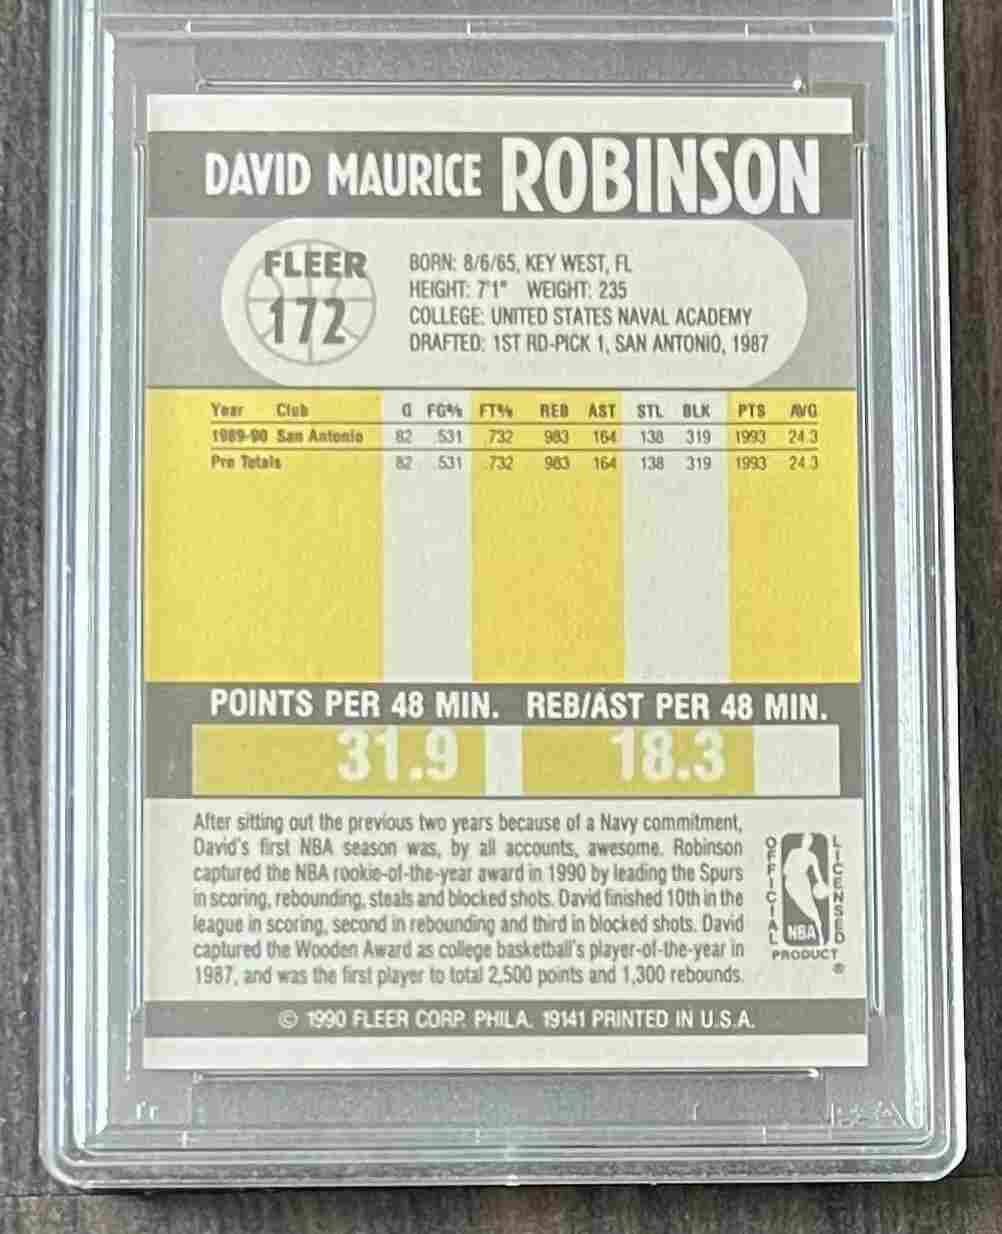 DAVID MAURICE ROBINSON
FLEER
172
BORN: 8/6/65, KEY WEST, FL
HEIGHT: 7'1" WEIGHT: 235
COLLEGE: UNITED STATES NAVAL ACADEMY
DRAFTED: 1ST RD-PICK 1, SAN ANTONIO, 1987
Year Club G FG% FT% REB AST STL BLK PTS AVG
1989-90 San Antonio 82 .531 .732 983 164 138 319 1993 24.3
Pro Totals 82 .531 .732 983 164 138 319 1993 24.3
POINTS PER 48 MIN. REB/AST PER 48 MIN.
31.9 18.3
After sitting out the previous two years because of a Navy commitment,
David's first NBA season was, by all accounts, awesome. Robinson
captured the NBA rookie-of-the-year award in 1990 by leading the Spurs
in scoring, rebounding, steals and blocked shots. David finished 10th in the
league in scoring, second in rebounding and third in blocked shots. David
captured the Wooden Award as college basketball's player-of-the-year in
1987, and was the first player to total 2,500 points and 1,300 rebounds.
OFFICIAL
LICENSED
NBA
PRODUCT
®
© 1990 FLEER CORP. PHILA. 19141 PRINTED IN U.S.A.